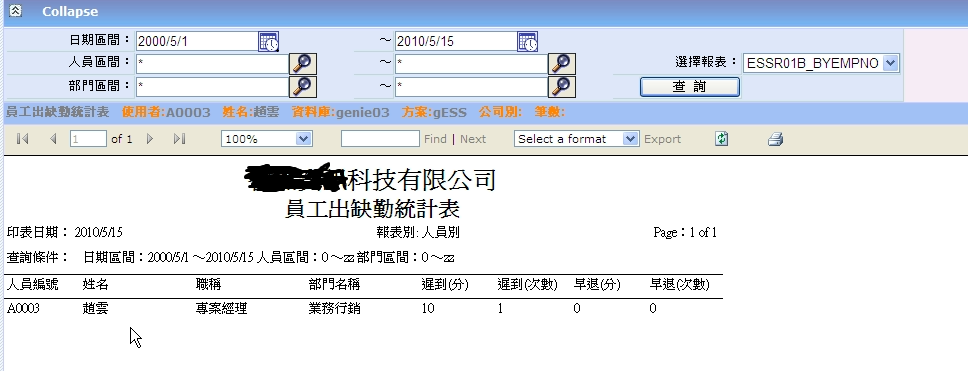 Collapse
日期區間： 2000/5/1 ～ 2010/5/15
人員區間： * ～ * 選擇報表： ESSR01B_BYEMPNO
部門區間： * ～ * 查 詢
員工出缺勤統計表 使用者:A0003 姓名:趙雲 資料庫:genie03 方案:gESS 公司別: 筆數:
1 of 1 100% Find | Next Select a format Export
科技有限公司
員工出缺勤統計表
印表日期： 2010/5/15 報表別: 人員別 Page：1 of 1
查詢條件： 日期區間：2000/5/1 ～2010/5/15 人員區間：0～zz 部門區間：0～zz
人員編號 姓名 職稱 部門名稱 遲到(分) 遲到(次數) 早退(分) 早退(次數)
A0003 趙雲 專案經理 業務行銷 10 1 0 0